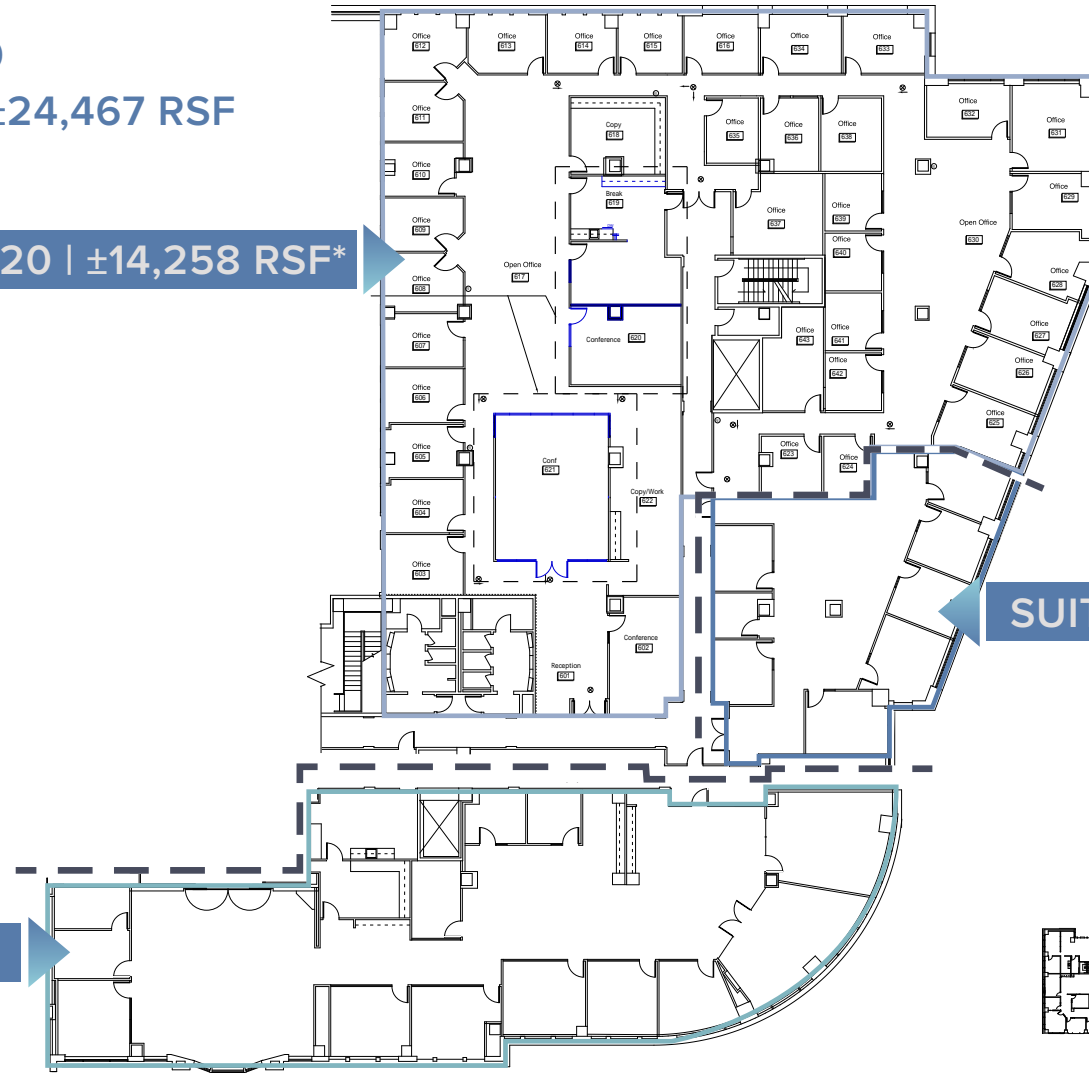 )
±24,467 RSF
20 | ±14,258 RSF*
SUIT
Office
612
Office
613
Office
614
Office
615
Office
616
Office
634
Office
633
Office
611
Copy
618
Office
635
Office
636
Office
638
Office
632
Office
631
Office
610
Break
619
Office
637
Office
639
Office
629
Office
609
Open Office
617
Office
640
Open Office
630
Office
608
Office
628
Office
607
Conference
620
Office
643
Office
641
Office
627
Office
606
Office
642
Office
626
Office
605
Conf
621
Office
623
Office
624
Office
625
Office
604
Copy/Work
622
Office
603
Conference
602
Reception
601